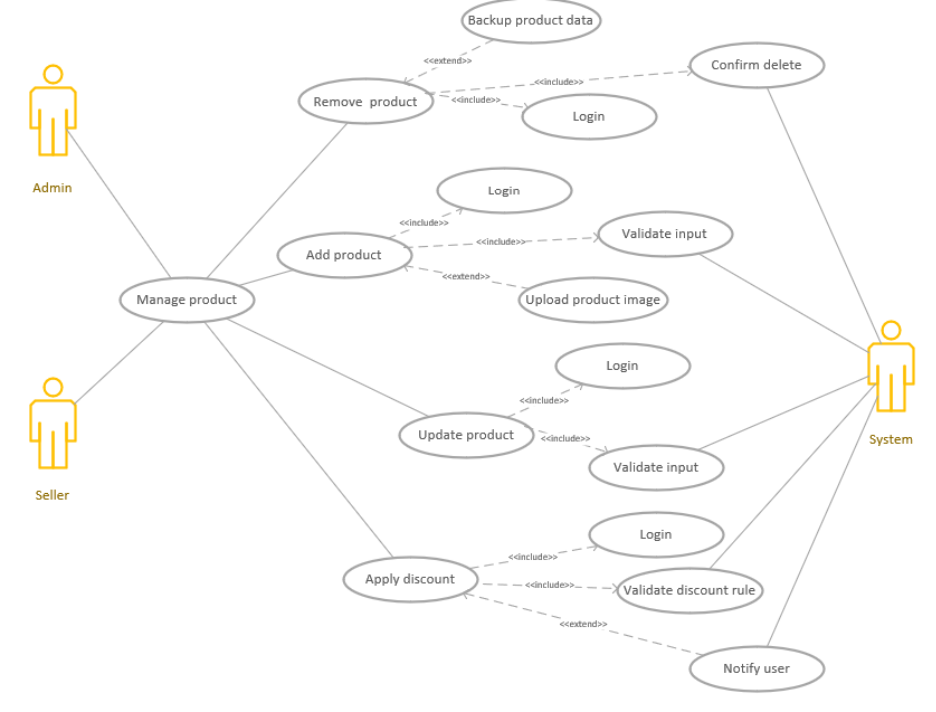 Backup product data
<<extend>>
Confirm delete
<<include>>
Remove  product
<<include>>
Login
Admin
Login
<<include>>
Validate input
<<include>>
Add product
<<extend>>
Manage product
Upload product image
Login
<<include>>
Update product
<<include>>
System
Validate input
Seller
Login
<<include>>
Apply discount
<<include>>
Validate discount rule
<<extend>>
Notify user